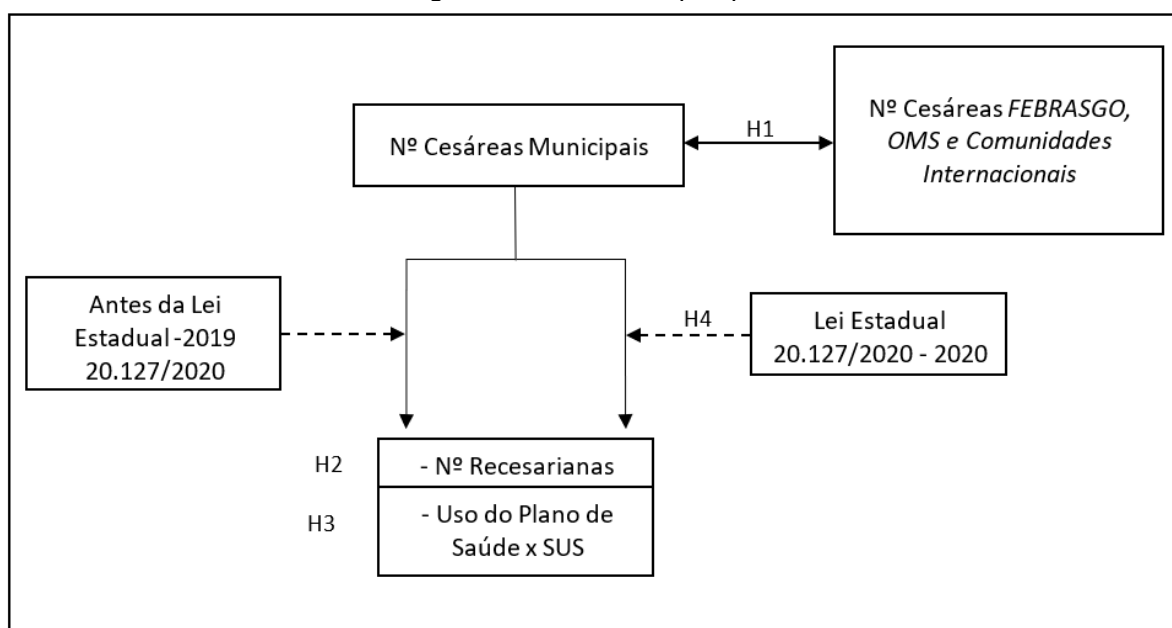 Nº Cesáreas Municipais
H1
Nº Cesáreas FEBRASGO,
OMS e Comunidades
Internacionais
Antes da Lei
Estadual -2019
20.127/2020
H4
Lei Estadual
20.127/2020 - 2020
H2
- Nº Recesarianas
H3
- Uso do Plano de
Saúde x SUS